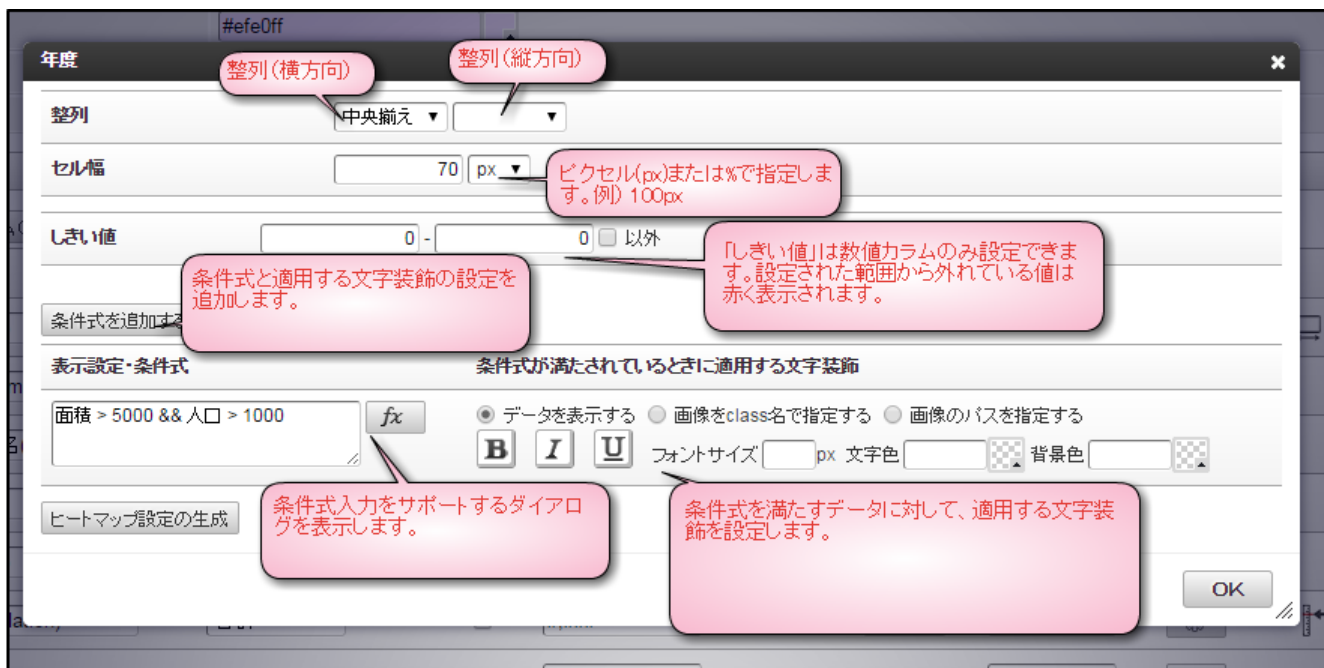 #efe0ff
年度
整列(横方向)
整列(縦方向)
整列
中央揃え
セル幅
70 px
ピクセル(px)または%で指定しま
す。例) 100px
しきい値
0 - 0 以外
「しきい値」は数値カラムのみ設定できま
す。設定された範囲から外れている値は
赤く表示されます。
条件式と適用する文字装飾の設定を
追加します。
条件式を追加する
表示設定・条件式
条件式が満たされているときに適用する文字装飾
面積 > 5000 && 人口 > 1000
fx
データを表示する 画像をclass名で指定する 画像のパスを指定する
B I U フォントサイズ px 文字色 背景色
条件式入力をサポートするダイアロ
グを表示します。
条件式を満たすデータに対して、適用する文字装
飾を設定します。
ヒートマップ設定の生成
OK